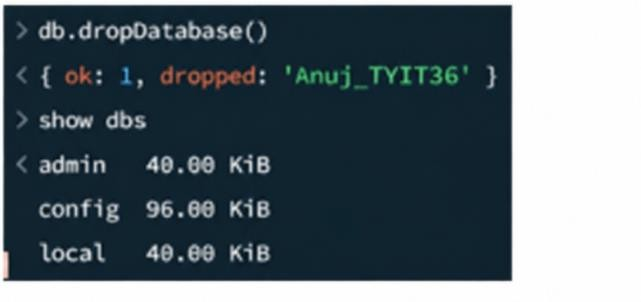 > db.dropDatabase()
< { ok: 1, dropped: 'Anuj_TYIT36' }
> show dbs
< admin 40.00 KiB
config 96.00 KiB
local 40.00 KiB